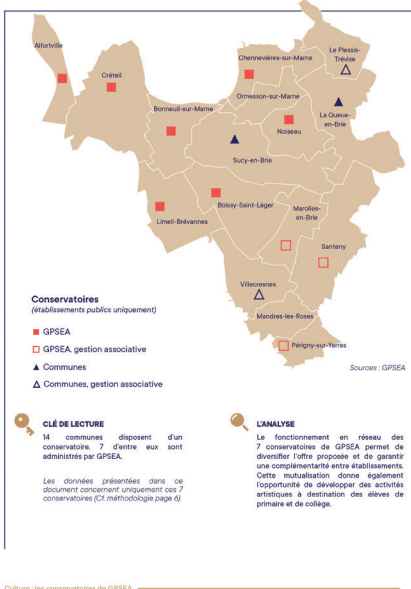 Alfortville
Créteil
Chennevières-sur-Marne
Le Plessis-
Trévise
Ormesson-sur-Marne
Bonneuil-sur-Marne
La Queue-
en-Brie
Noiseau
Sucy-en-Brie
Boissy-Saint-Léger
Marolles-
en-Brie
Limeil-Brévannes
Santeny
Villecresnes
Mandres-les-Roses
Périgny-sur-Yerres
Conservatoires
(établissements publics uniquement)
GPSEA
GPSEA, gestion associative
Communes
Communes, gestion associative
Sources : GPSEA
CLÉ DE LECTURE
14 communes disposent d'un
conservatoire. 7 d'entre eux sont
administrés par GPSEA.
Les données présentées dans ce
document concernent uniquement ces 7
conservatoires (Cf. méthodologie page 6).
L'ANALYSE
Le fonctionnement en réseau des
7 conservatoires de GPSEA permet de
diversifier l'offre proposée et de garantir
une complémentarité entre établissements.
Cette mutualisation donne également
l'opportunité de développer des activités
artistiques à destination des élèves de
primaire et de collège.
Culture : les conservatoires de GPSEA